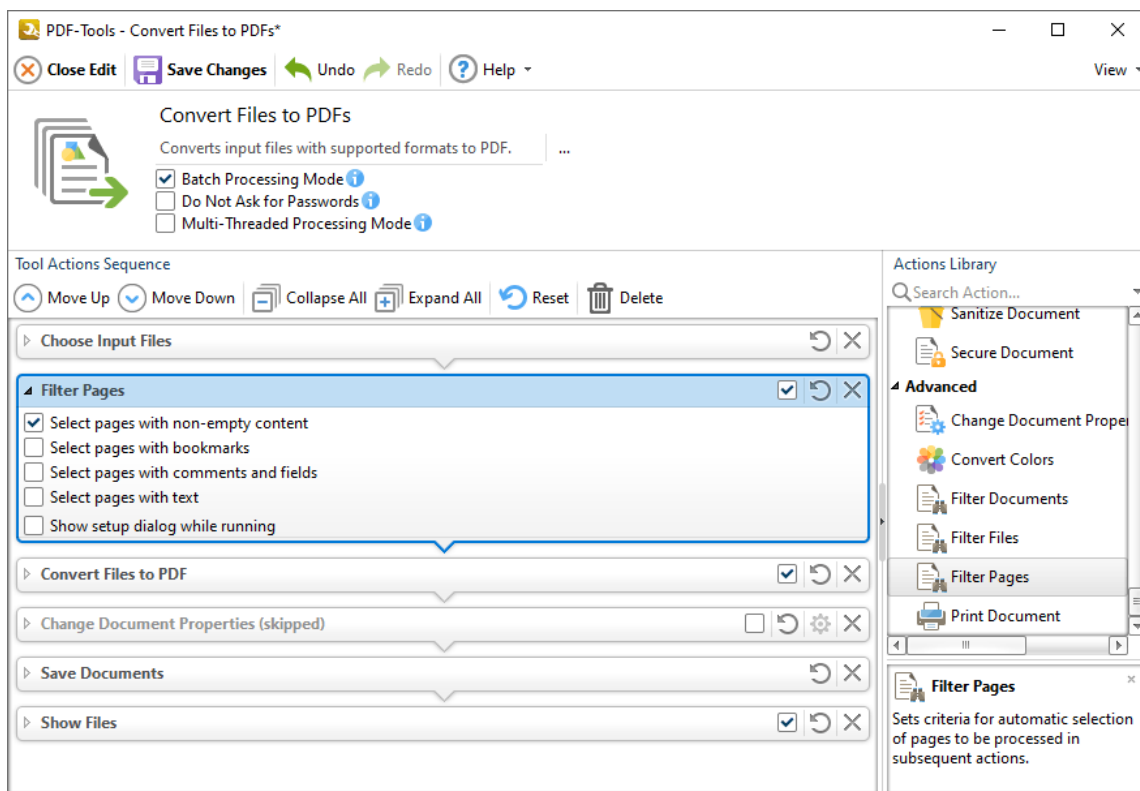 PDF-Tools - Convert Files to PDFs*
Close Edit Save Changes Undo Redo ? Help View
Convert Files to PDFs
Converts input files with supported formats to PDF. ...
Batch Processing Mode i
Do Not Ask for Passwords i
Multi-Threaded Processing Mode i
Tool Actions Sequence
Move Up Move Down Collapse All Expand All Reset Delete
Choose Input Files
Filter Pages
Select pages with non-empty content
Select pages with bookmarks
Select pages with comments and fields
Select pages with text
Show setup dialog while running
Convert Files to PDF
Change Document Properties (skipped)
Save Documents
Show Files
Actions Library
Search Action...
Sanitize Document
Secure Document
Advanced
Change Document Proper
Convert Colors
Filter Documents
Filter Files
Filter Pages
Print Document
Filter Pages
Sets criteria for automatic selection
of pages to be processed in
subsequent actions.